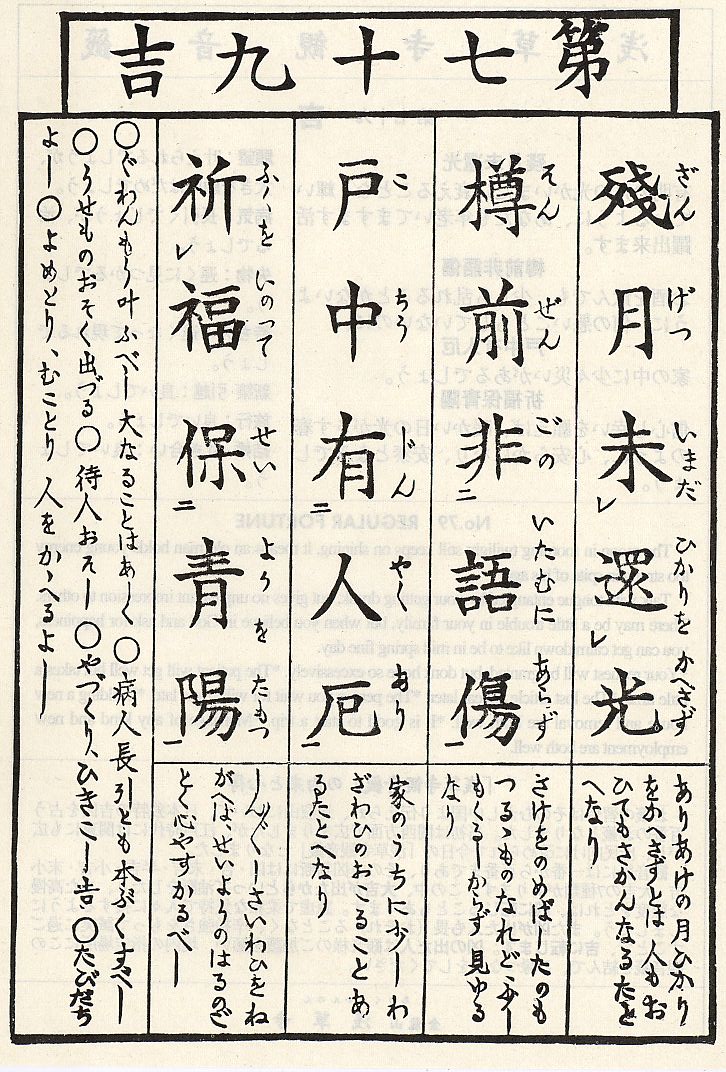 第七十九吉
殘月未還光
ざんげついまだひかりをかへさず
ありあけの月ひかり
をかへさずとは人もお
ひてもさかんなるたと
へなり
樽前非語傷
そんぜんごのいたみにあらず
さけをのめばしたのも
つるゝものなれど少し
もくるしからず見ゆる
なり
戸中有人厄
こちうじんやくあり
家のうちに少しわ
ざわひのおこるとあ
るたとへなり
祈福保青陽
ふくをいのつてせいようをたもつ
しん〴〵しさいわひをね
がへばせいようのはるのご
とく心やすかるべし
○ぐわんもう叶ふべし大なることはあし○病人長引とも本ぷくすべし
○うせものおそく出づる○待人おそし○やづくり、ひきこし吉したびだち
よし○よめとり、むことり人をかゝへるよし